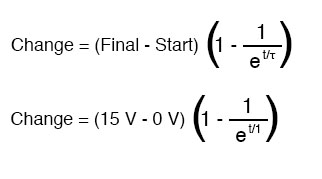 Change = (Final - Start) (1 - 1/e^t/τ)
Change = (15 V - 0 V) (1 - 1/e^t/1)